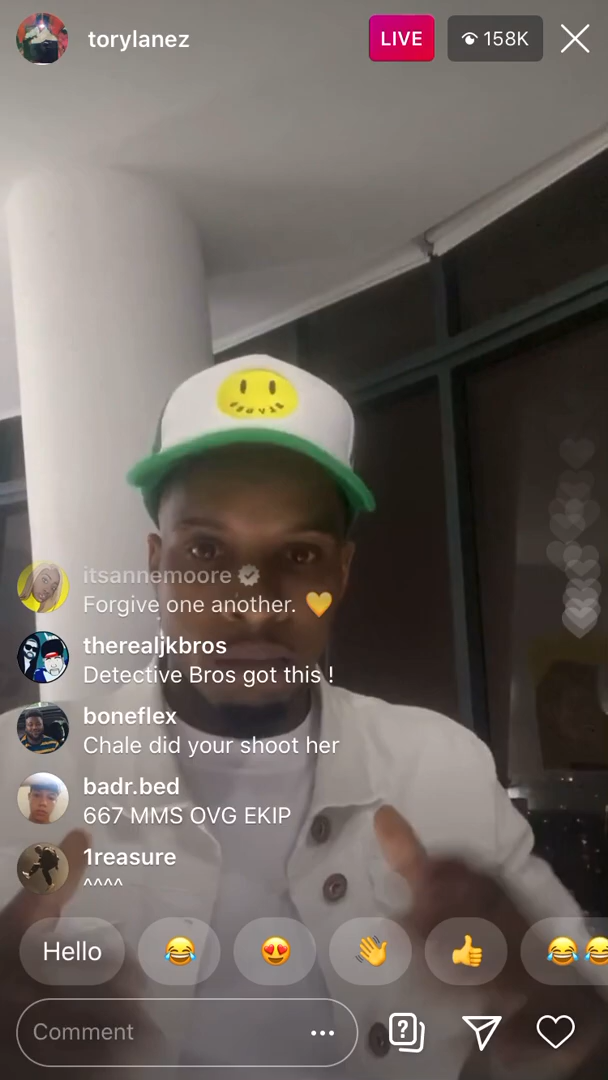 torylanez
LIVE
158K
itsannemoore
Forgive one another. 💛
therealjkbros
Detective Bros got this !
boneflex
Chale did your shoot her
badr.bed
667 MMS OVG EKIP
1reasure
^^^^
Hello
Comment